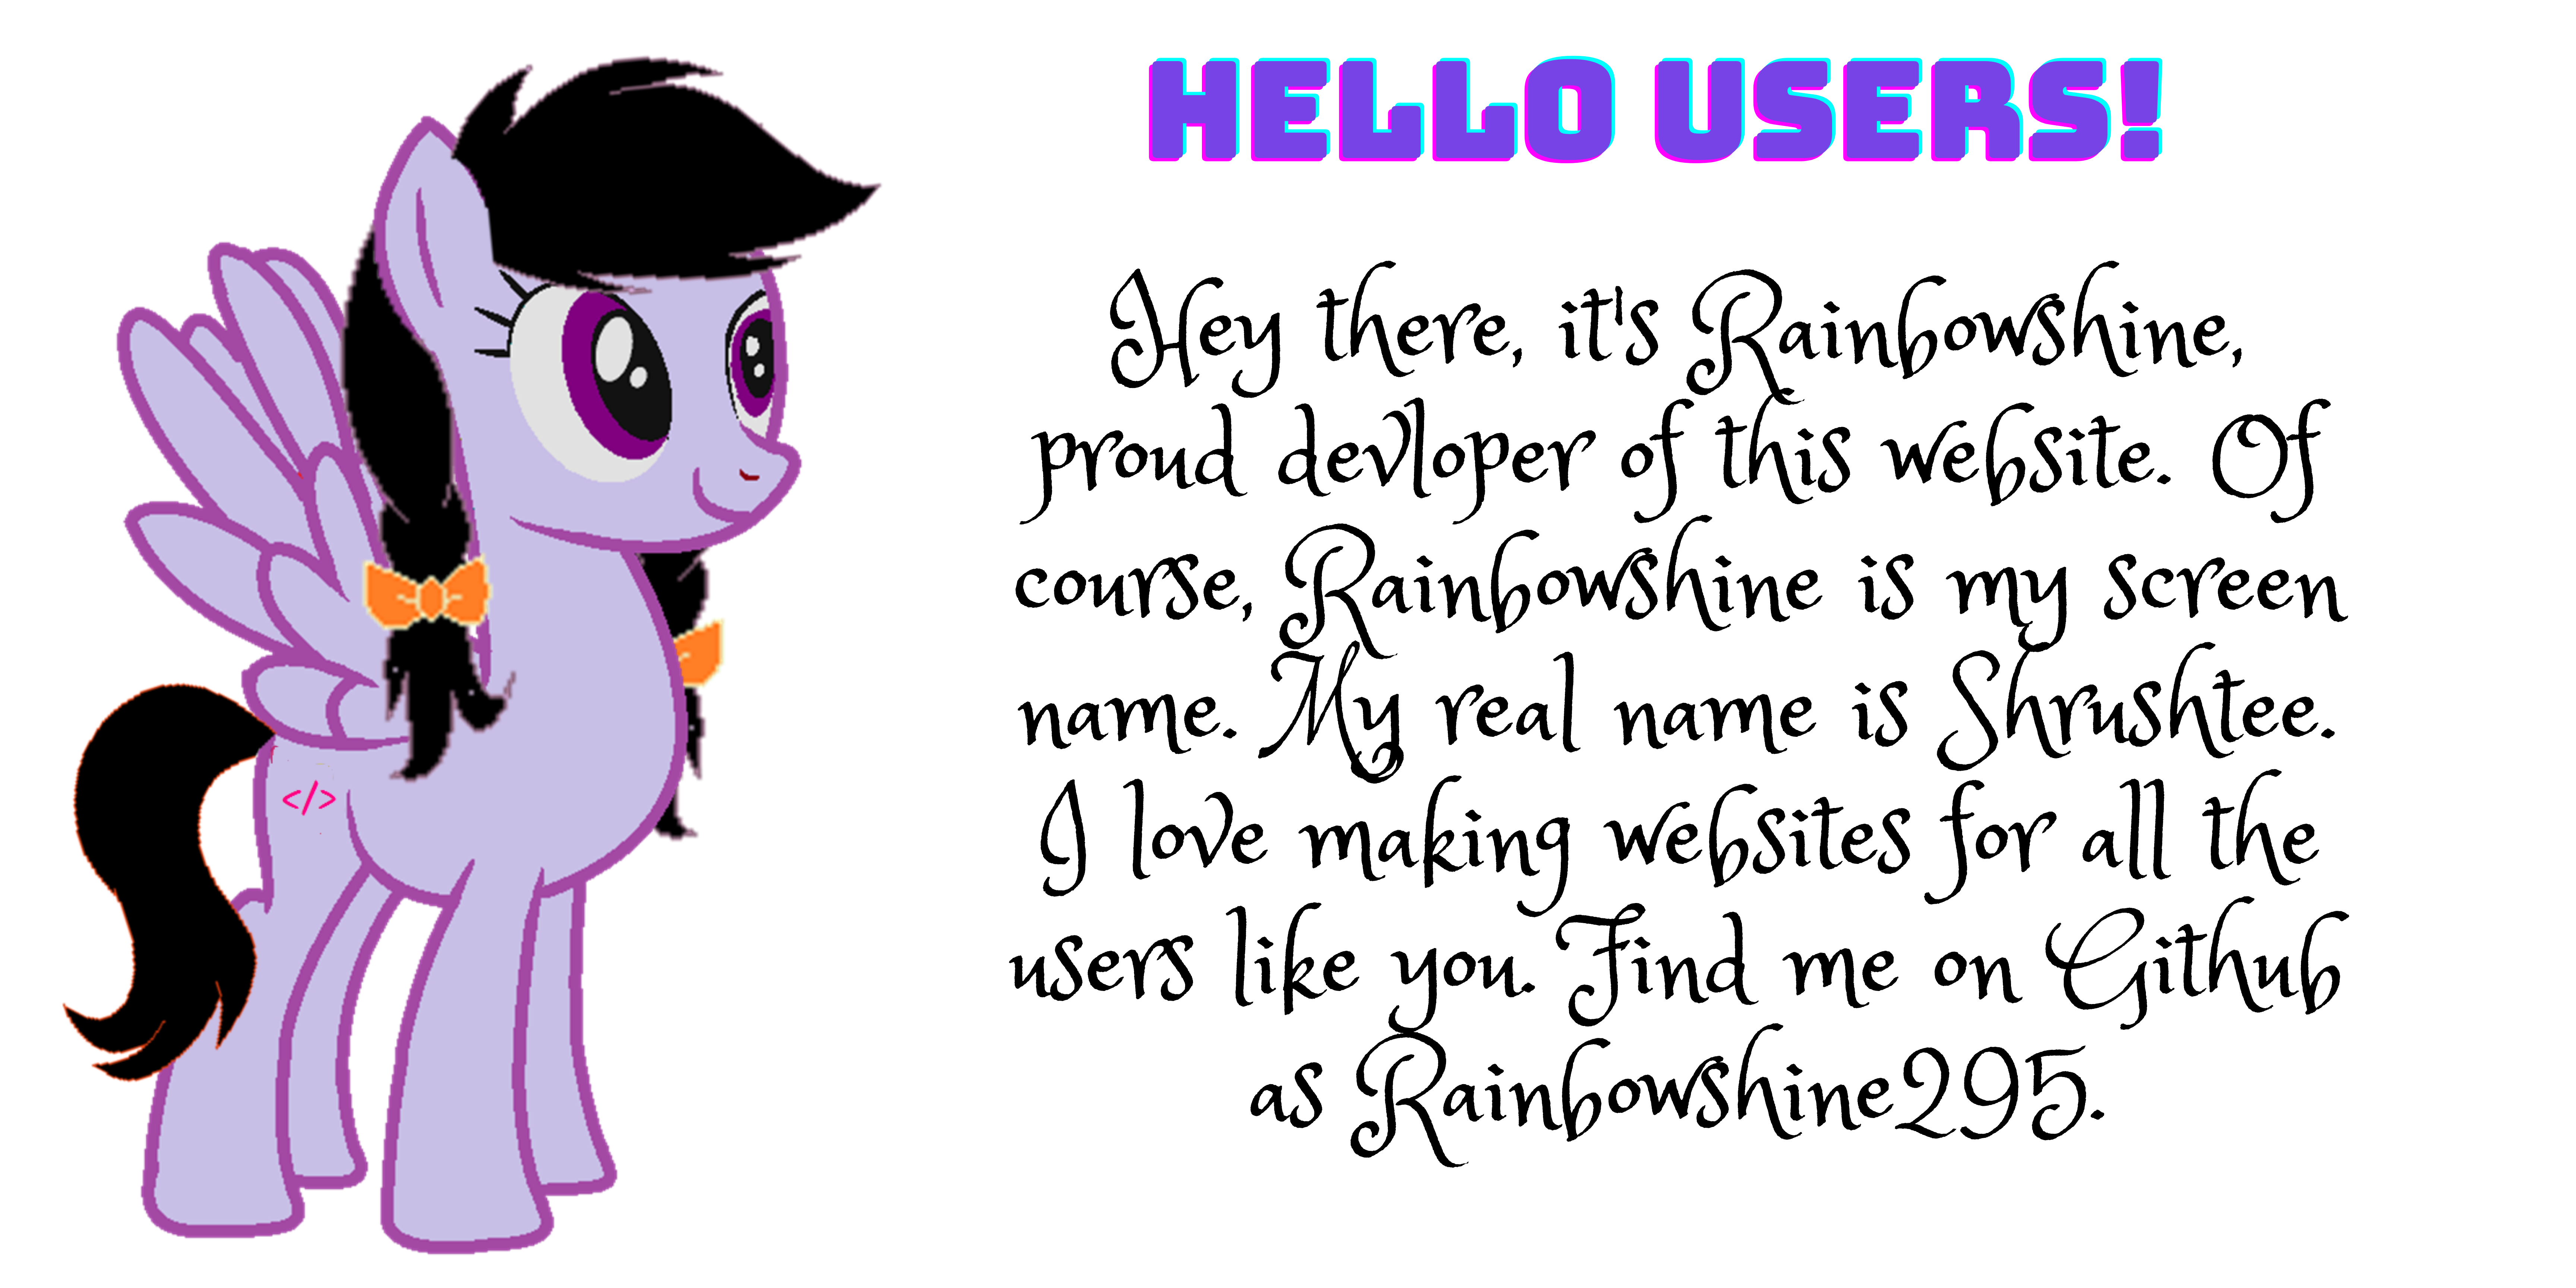 HELLO USERS!
Hey there, it's Rainbowshine,
proud devloper of this website. Of
course, Rainbowshine is my screen
name. My real name is Shrushtee.
I love making websites for all the
users like you. Find me on Github
as Rainbowshine295.
</>